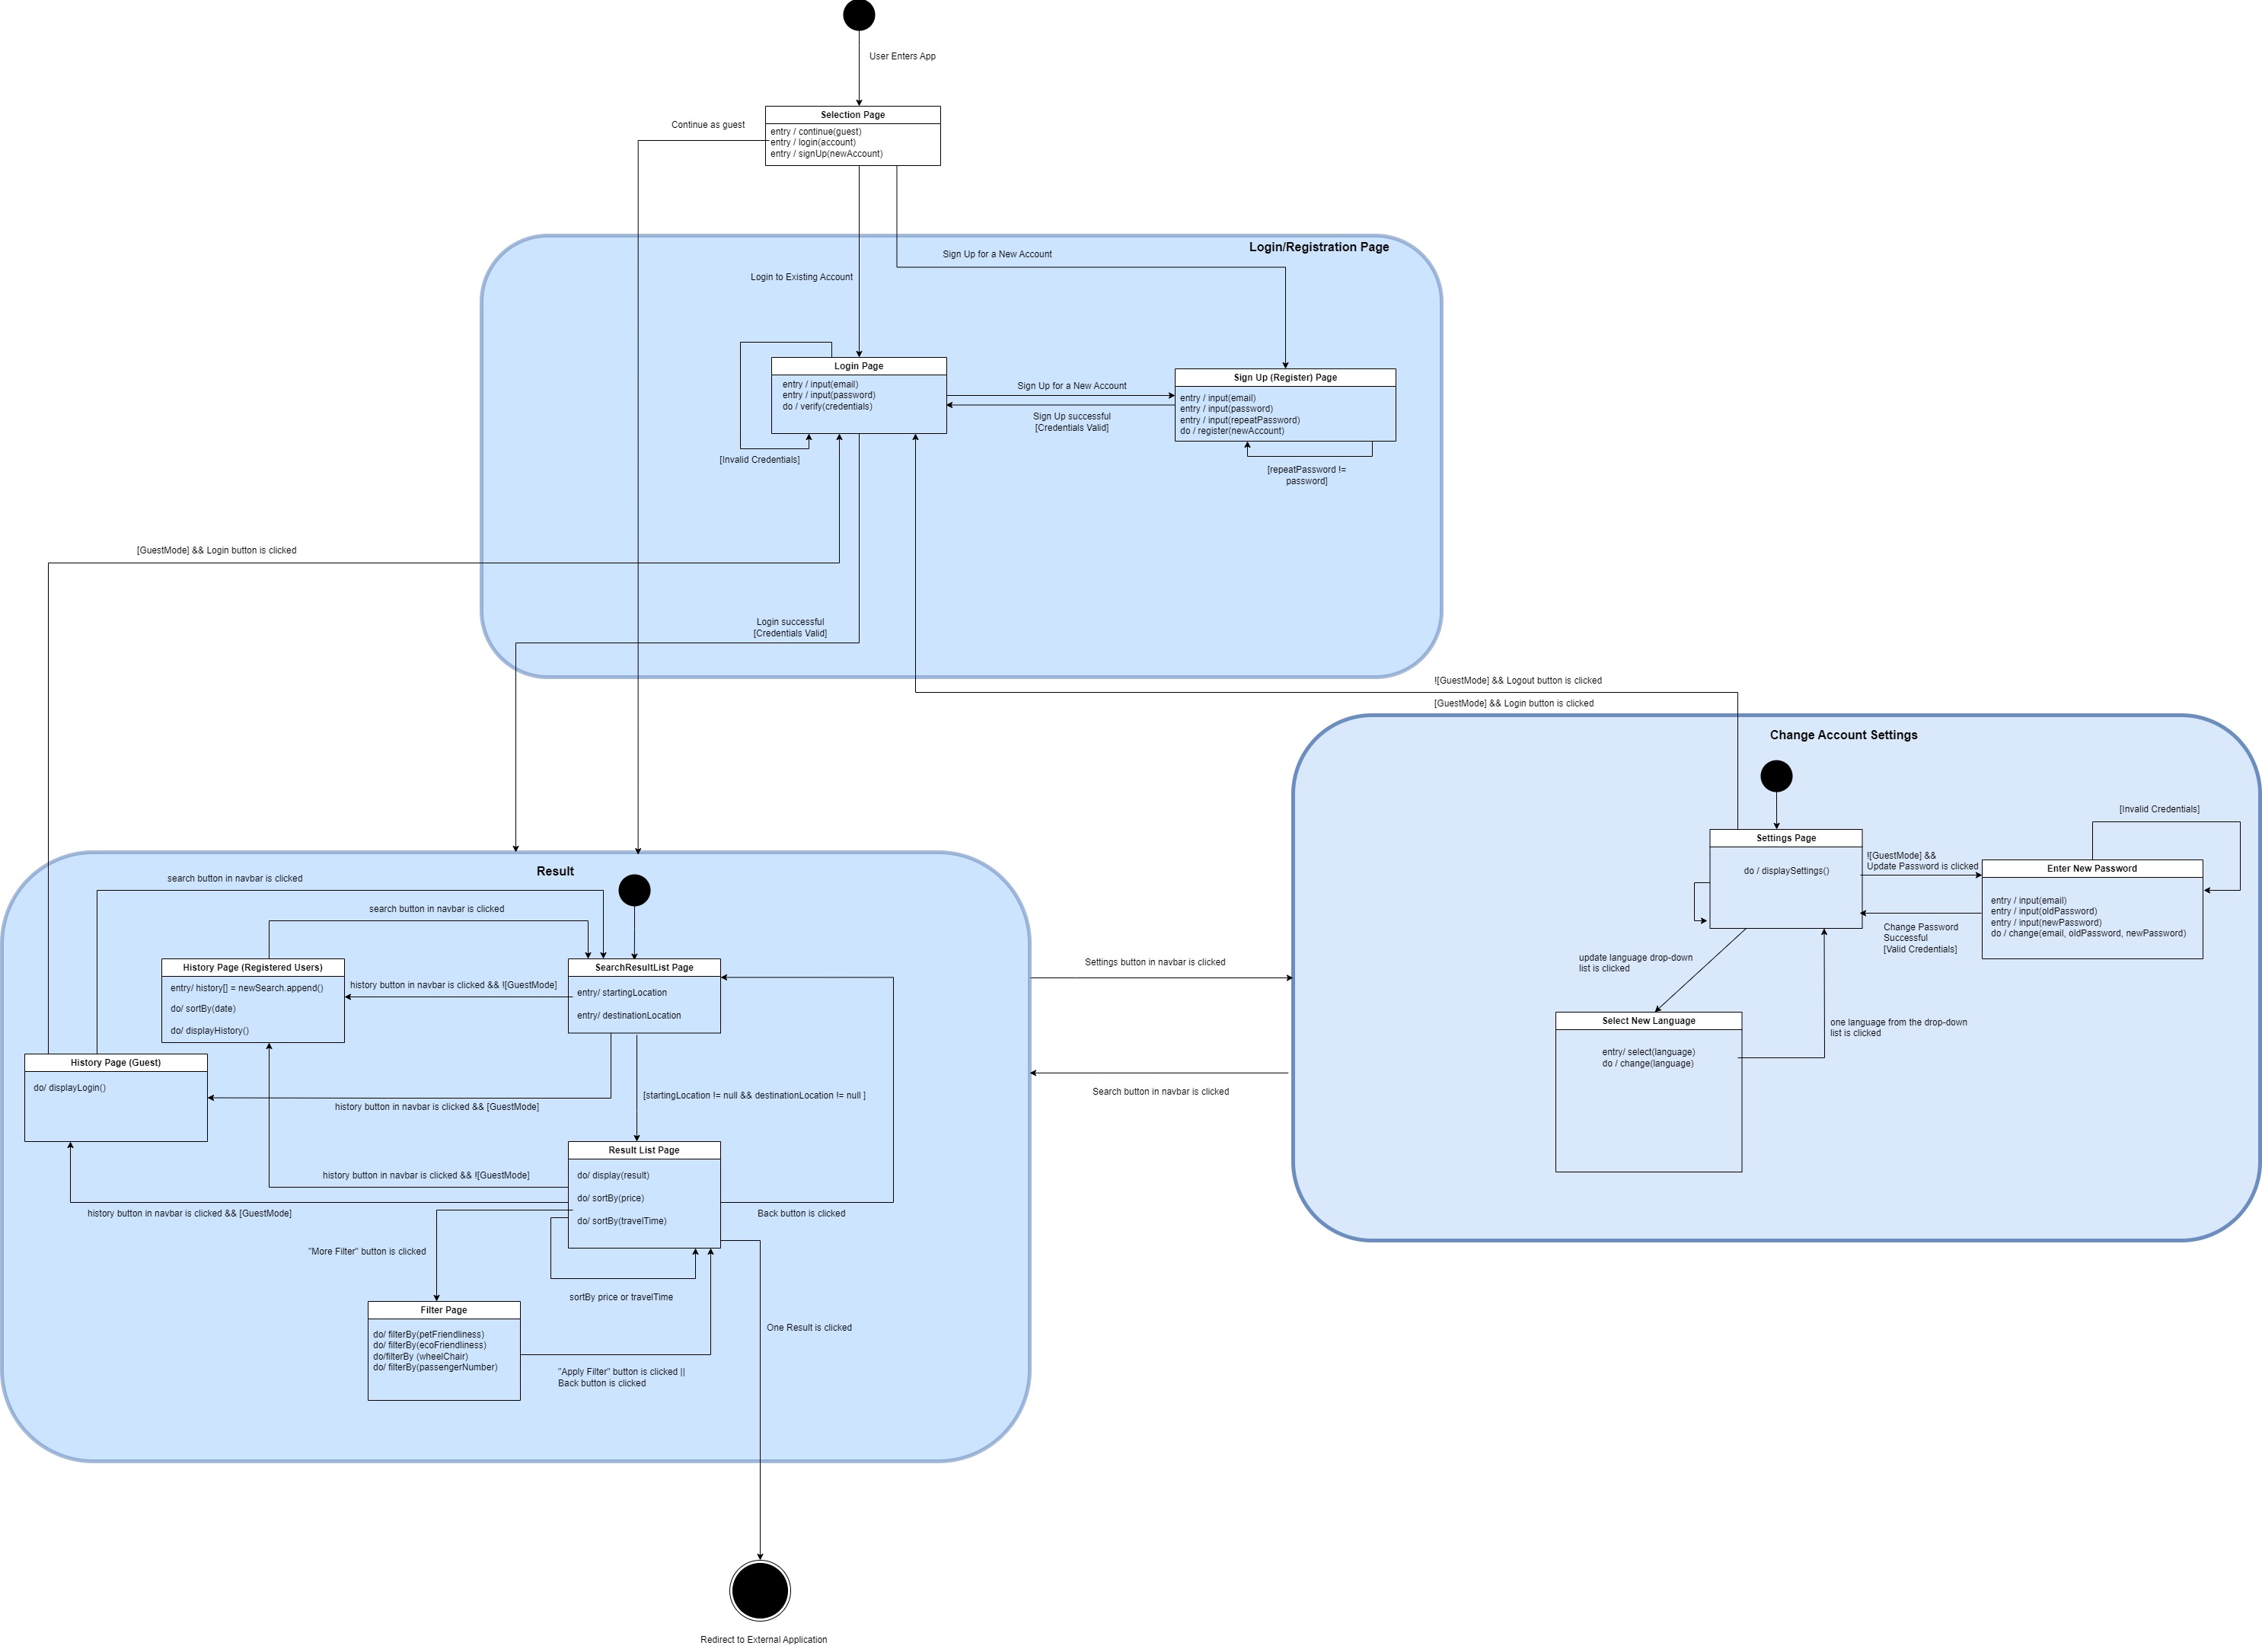 User Enters App
Selection Page
entry / continue(guest)
entry / login(account)
entry / signUp(newAccount)
Continue as guest
Login/Registration Page
Sign Up for a New Account
Login to Existing Account
Login Page
entry / input(email)
entry / input(password)
do / verify(credentials)
[Invalid Credentials]
Sign Up for a New Account
Sign Up successful
[Credentials Valid]
Sign Up (Register) Page
entry / input(email)
entry / input(password)
entry / input(repeatPassword)
do / register(newAccount)
[repeatPassword !=
password]
[GuestMode] && Login button is clicked
Login successful
[Credentials Valid]
![GuestMode] && Logout button is clicked
[GuestMode] && Login button is clicked
Change Account Settings
Settings Page
do / displaySettings()
![GuestMode] &&
Update Password is clicked
[Invalid Credentials]
Enter New Password
entry / input(email)
entry / input(oldPassword)
entry / input(newPassword)
do / change(email, oldPassword, newPassword)
Change Password
Successful
[Valid Credentials]
update language drop-down
list is clicked
Select New Language
entry/ select(language)
do / change(language)
one language from the drop-down
list is clicked
Settings button in navbar is clicked
Search button in navbar is clicked
Result
search button in navbar is clicked
search button in navbar is clicked
History Page (Registered Users)
entry/ history[] = newSearch.append()
do/ sortBy(date)
do/ displayHistory()
history button in navbar is clicked && ![GuestMode]
SearchResultList Page
entry/ startingLocation
entry/ destinationLocation
History Page (Guest)
do/ displayLogin()
history button in navbar is clicked && [GuestMode]
[startingLocation != null && destinationLocation != null ]
Result List Page
do/ display(result)
do/ sortBy(price)
do/ sortBy(travelTime)
history button in navbar is clicked && ![GuestMode]
history button in navbar is clicked && [GuestMode]
Back button is clicked
"More Filter" button is clicked
sortBy price or travelTime
Filter Page
do/ filterBy(petFriendliness)
do/ filterBy(ecoFriendliness)
do/filterBy (wheelChair)
do/ filterBy(passengerNumber)
"Apply Filter" button is clicked ||
Back button is clicked
One Result is clicked
Redirect to External Application